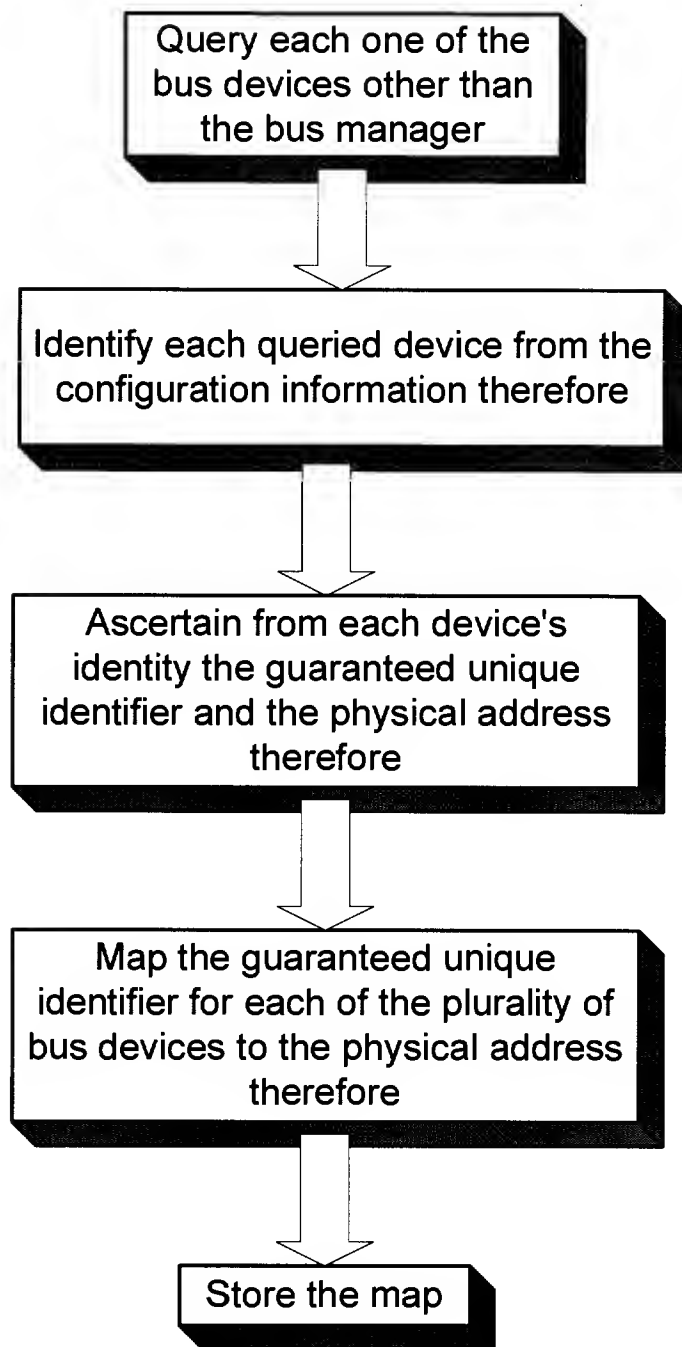 Query each one of the
bus devices other than
the bus manager
Identify each queried device from the
configuration information therefore
Ascertain from each device's
identity the guaranteed unique
identifier and the physical address
therefore
Map the guaranteed unique
identifier for each of the plurality of
bus devices to the physical address
therefore
Store the map